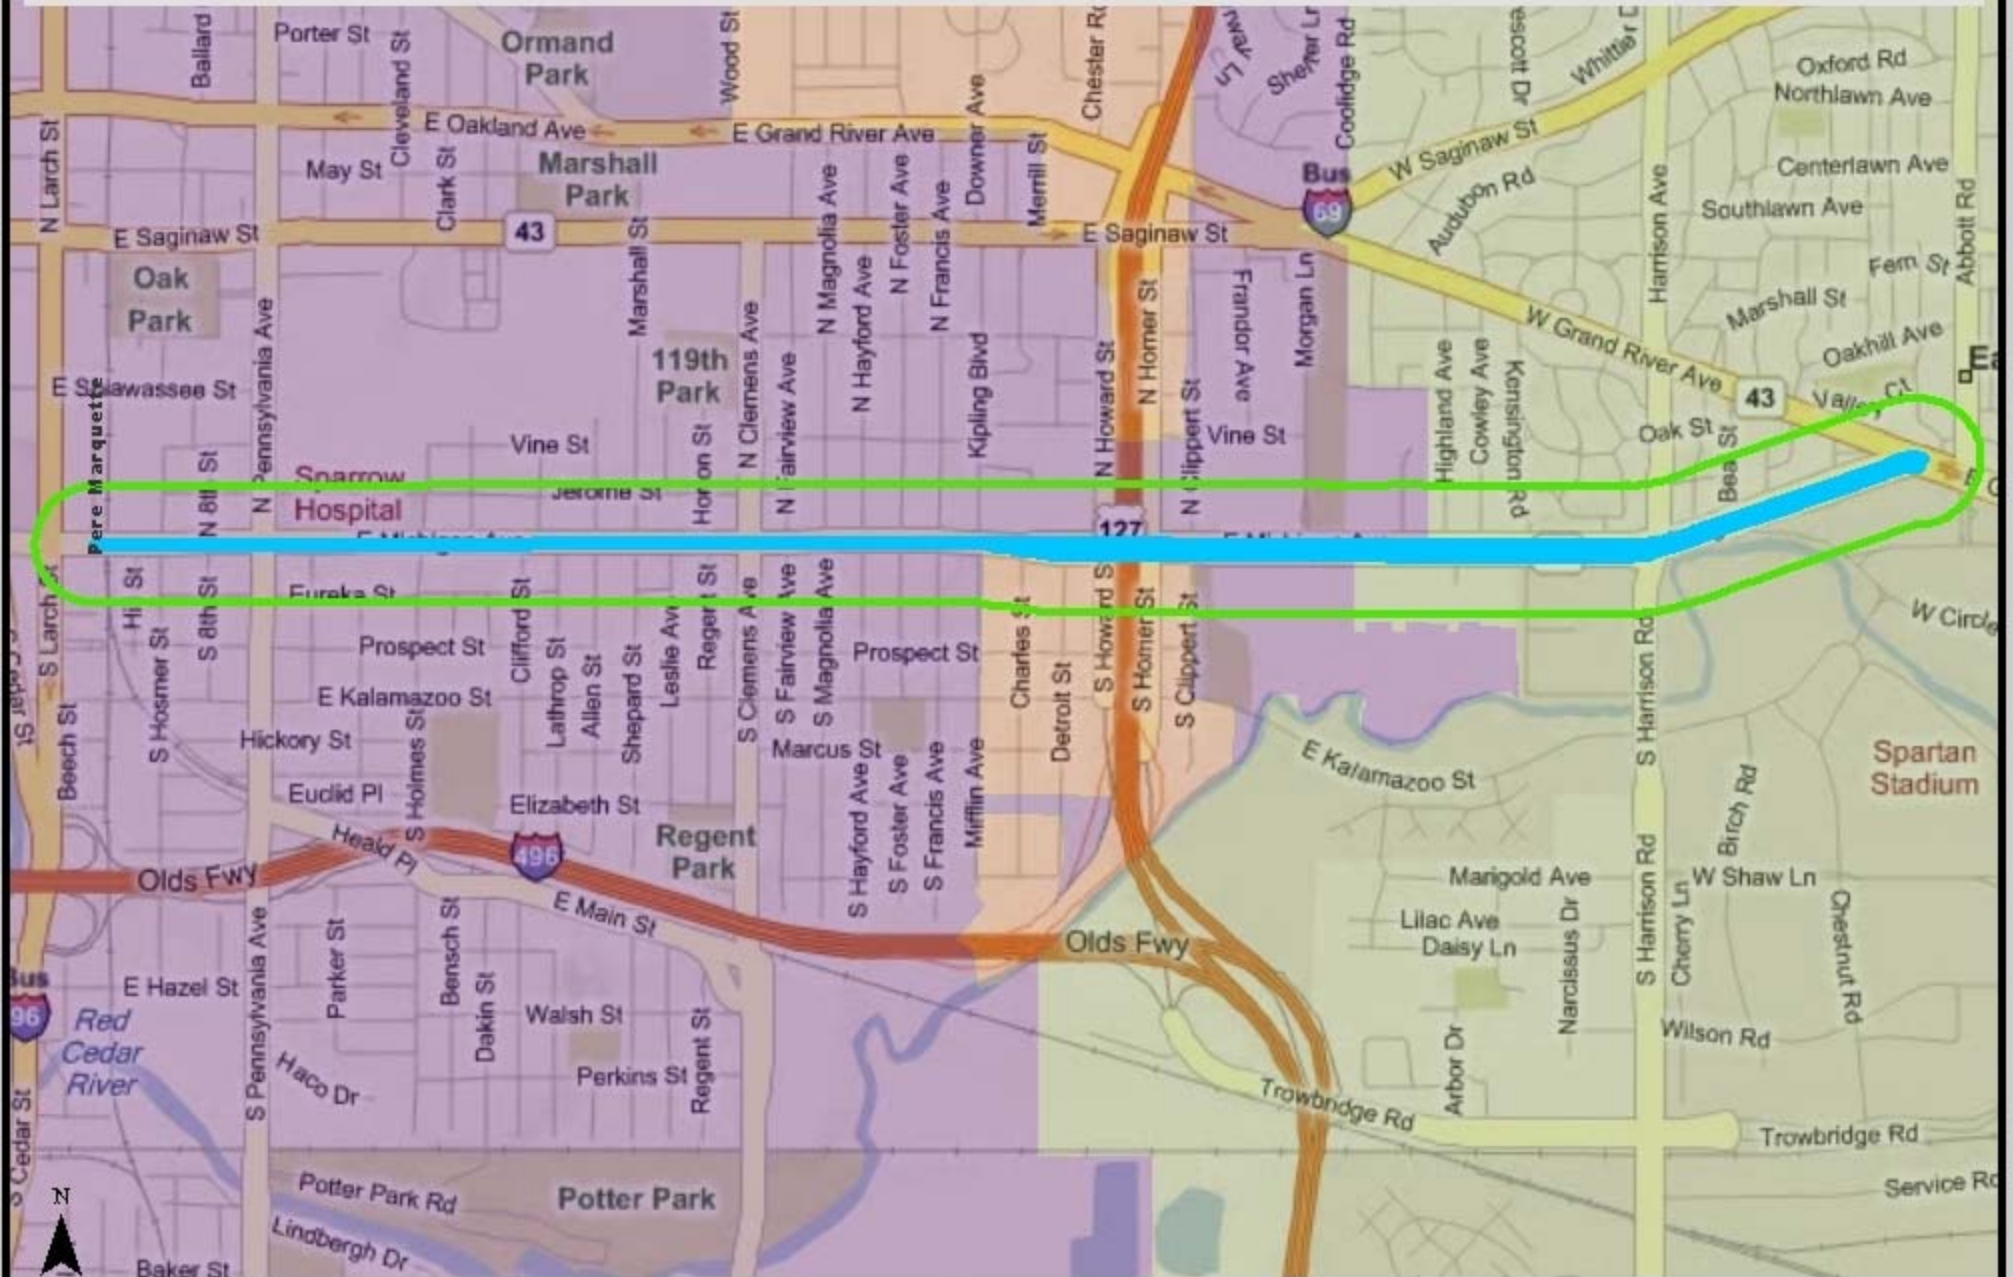 Ballard
Porter St
Cleveland St
Ormand
Park
Wood St
Chester Rd
Coolidge Rd
Whittier D
Oxford Rd
Northlawn Ave
N Larch St
E Oakland Ave
E Grand River Ave
Downer Ave
Merrill St
W Saginaw St
Centerlawn Ave
May St
Clark St
Marshall
Park
N Magnolia Ave
N Foster Ave
N Francis Ave
Bus
69
Audubon Rd
Harrison Ave
Southlawn Ave
Abbott Rd
E Saginaw St
43
Marshall St
E Saginaw St
Fern St
Oak
Park
N Pennsylvania Ave
N Clemens Ave
N Hayford Ave
N Homer St
Frandor Ave
Morgan Ln
W Grand River Ave
Marshall St
Oakhill Ave
119th
Park
N Fairview Ave
Kipling Blvd
N Howard St
N Clippert St
Highland Ave
Cowley Ave
Kensington Rd
43
Valley Ct
Pere Marquette
N 8th St
Vine St
Vine St
Oak St
Sparrow
Hospital
Jerome St
127
Hill St
S 8th St
Eureka St
Clifford St
Regent St
S Clemens Ave
S Fairview Ave
S Magnolia Ave
Charles St
S Howard S
S Homer St
S Clippert St
W Circle
S Larch St
S Hosmer St
Prospect St
Lathrop St
Allen St
Shepard St
Leslie Ave
Prospect St
Detroit St
S Harrison Rd
E Kalamazoo St
Beech St
Hickory St
S Holmes St
Marcus St
E Kalamazoo St
Spartan
Stadium
Euclid Pl
Elizabeth St
S Hayford Ave
S Foster Ave
S Francis Ave
Mifflin Ave
Birch Rd
Heald Pl
496
Regent
Park
Olds Fwy
Marigold Ave
S Harrison Rd
W Shaw Ln
E Main St
Olds Fwy
Lilac Ave
Daisy Ln
Narcissus Dr
Cherry Ln
Chestnut Rd
S Pennsylvania Ave
Parker St
Bensch St
Dakin St
E Hazel St
Walsh St
Regent St
Bus
96
Red
Cedar
River
Arbor Dr
Wilson Rd
Haco Dr
Perkins St
S Cedar St
Trowbridge Rd
Trowbridge Rd
N
Potter Park Rd
Potter Park
Service Rd
Lindbergh Dr
Baker St